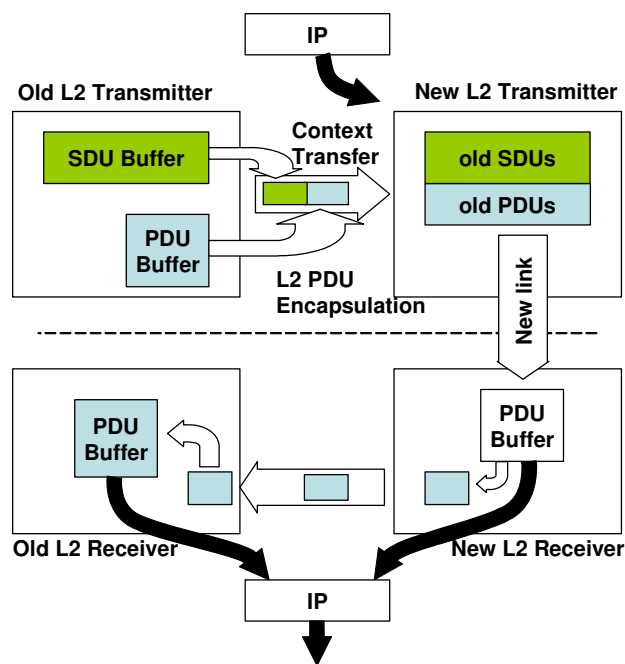 IP
Old L2 Transmitter
New L2 Transmitter
SDU Buffer
Context
Transfer
old SDUs
old PDUs
PDU
Buffer
L2 PDU
Encapsulation
New link
PDU
Buffer
PDU
Buffer
Old L2 Receiver
New L2 Receiver
IP